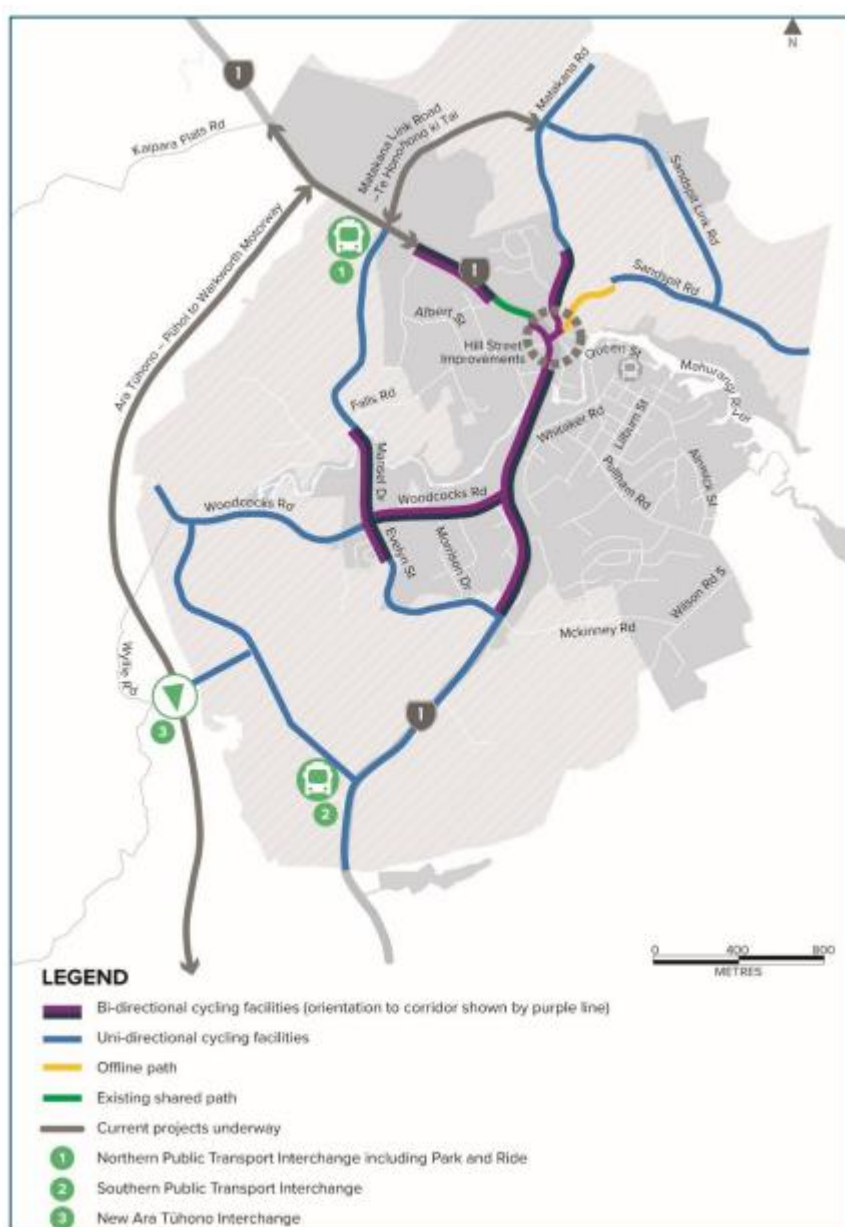 N
1
Matakana Rd
Kaipara Flats Rd
Matakana Link Road
-Te Honohono ki Tai
Sandspit Link Rd
1
1
Sandspit Rd
Albert St
Hill Street
Improvements
Queen St
Mahurangi River
Ara Tūhono – Pūhoi to Warkworth Motorway
Falls Rd
Whitaker Rd
Lilburn St
Mansel Dr
Pulham Rd
Alnwick St
Woodcocks Rd
Woodcocks Rd
Evelyn St
Morrison Dr
Wilson Rd S
Mckinney Rd
Wyllie Rd
1
3
2
0 400 800
METRES
LEGEND
Bi-directional cycling facilities (orientation to corridor shown by purple line)
Uni-directional cycling facilities
Offline path
Existing shared path
Current projects underway
1 Northern Public Transport Interchange including Park and Ride
2 Southern Public Transport Interchange
3 New Ara Tūhono Interchange